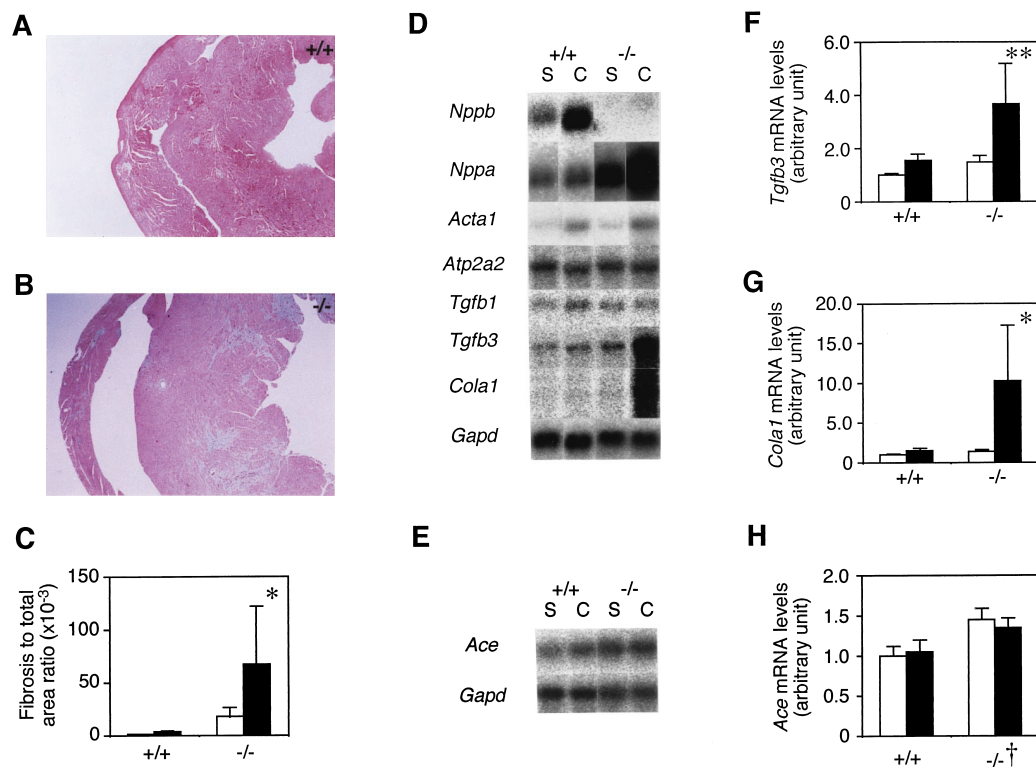 A
+/+
B
-/-
C
Fibrosis to total
area ratio (x10-3)
150
100
50
0
*
+/+ -/-
D
+/+ -/-
S C S C
Nppb
Nppa
Acta1
Atp2a2
Tgfb1
Tgfb3
Cola1
Gapd
E
+/+ -/-
S C S C
Ace
Gapd
F
Tgfb3 mRNA levels
(arbitrary unit)
6.0
4.0
2.0
0
**
+/+ -/-
G
Cola1 mRNA levels
(arbitrary unit)
20.0
15.0
10.0
5.0
0
*
+/+ -/-
H
Ace mRNA levels
(arbitrary unit)
2.0
1.5
1.0
0.5
0
+/+ -/-†